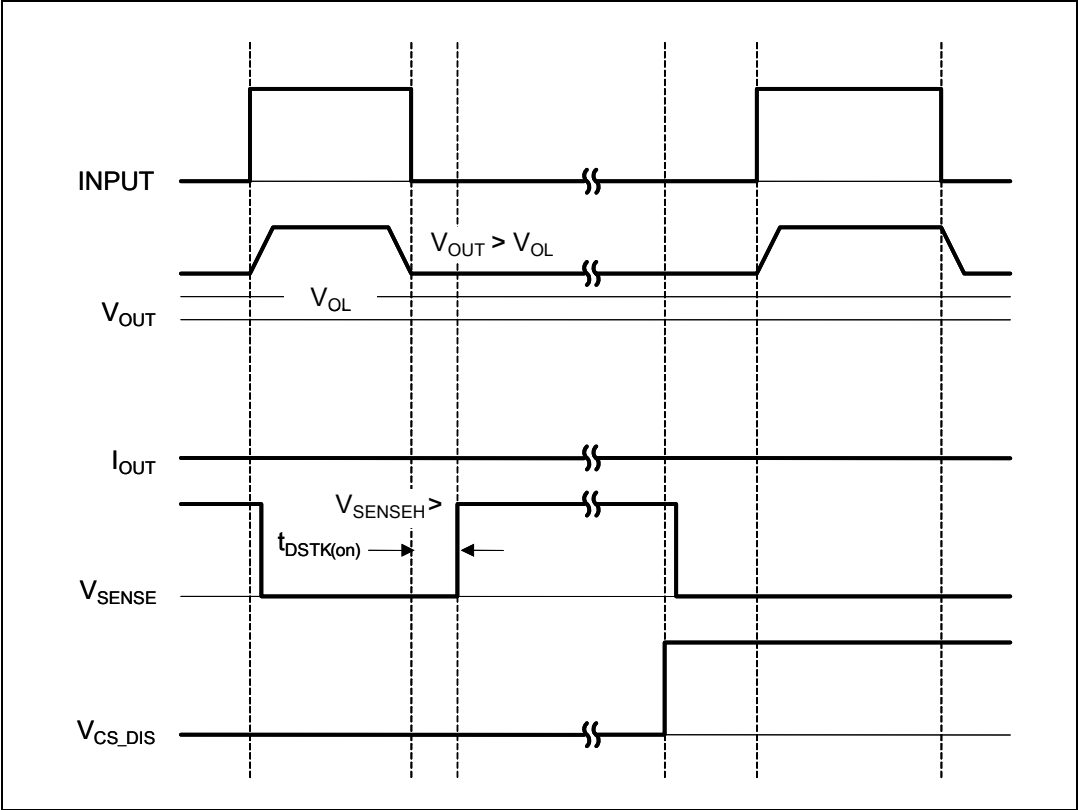 INPUT
VOUT > VOL
VOL
VOUT
IOUT
VSENSEH >
tDSTK(on)
VSENSE
VCS_DIS